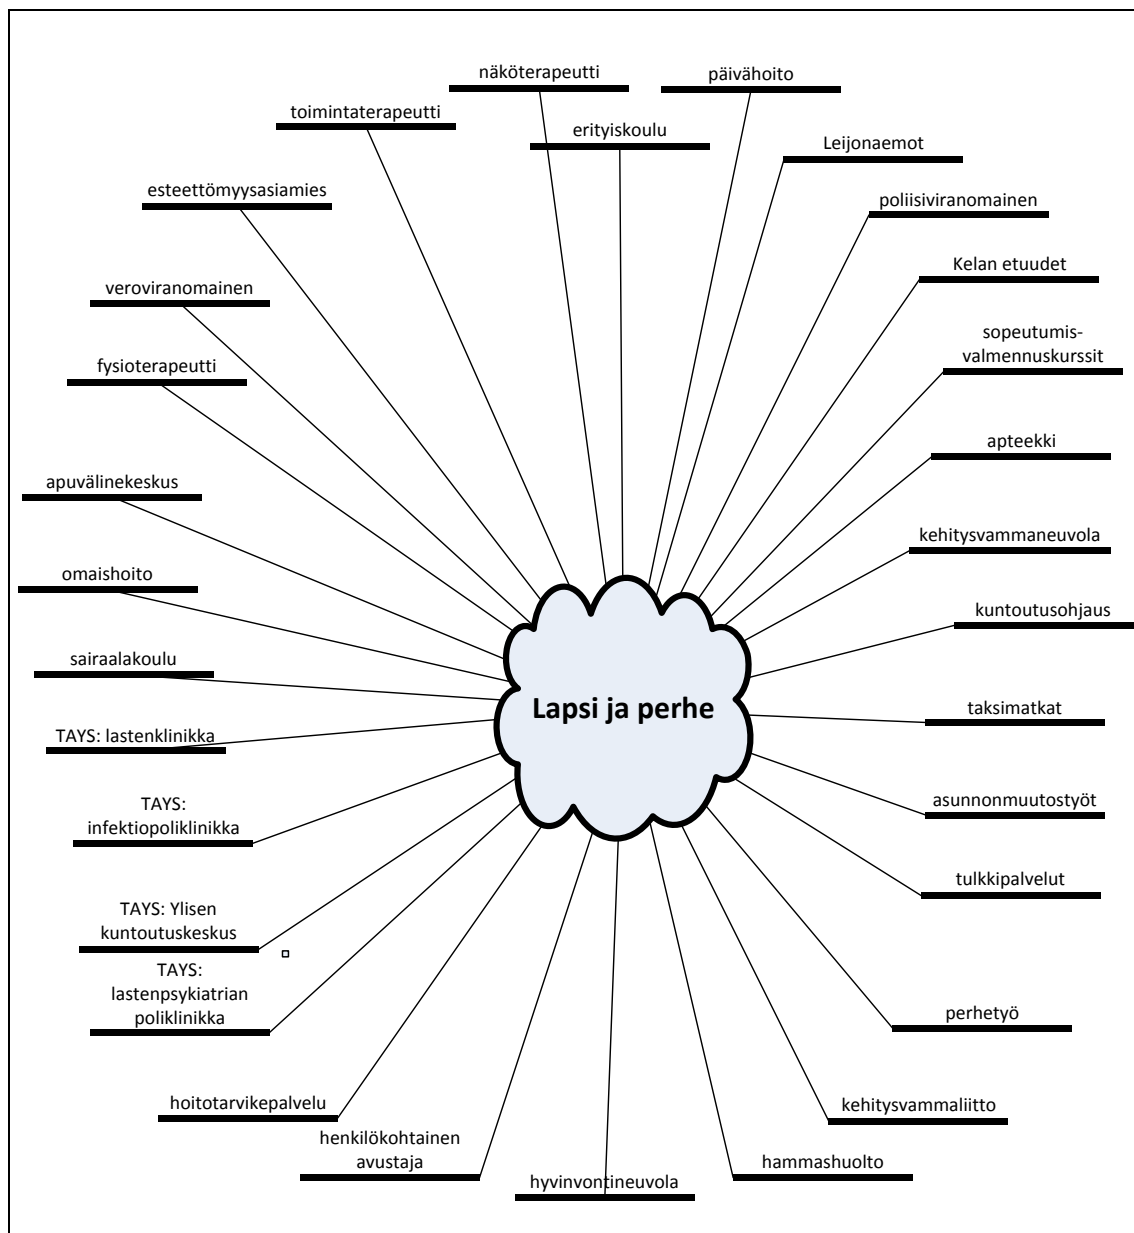 näköterapeutti
päivähoito
toimintaterapeutti
erityiskoulu
Leijonaemot
esteettömyysasiamies
poliisiviranomainen
Kelan etuudet
veroviranomainen
sopeutumis-
valmennuskurssit
fysioterapeutti
apteekki
apuvälinekeskus
kehitysvammaneuvola
omaishoito
kuntoutusohjaus
sairaalakoulu
Lapsi ja perhe
taksimatkat
TAYS: lastenklinikka
asunnonmuutostyöt
TAYS:
infektiopoliklinikka
tulkkipalvelut
TAYS: Ylisen
kuntoutuskeskus
TAYS:
lastenpsykiatrian
poliklinikka
perhetyö
hoitotarvikepalvelu
kehitysvammaliitto
henkilökohtainen
avustaja
hammashuolto
hyvinvontineuvola